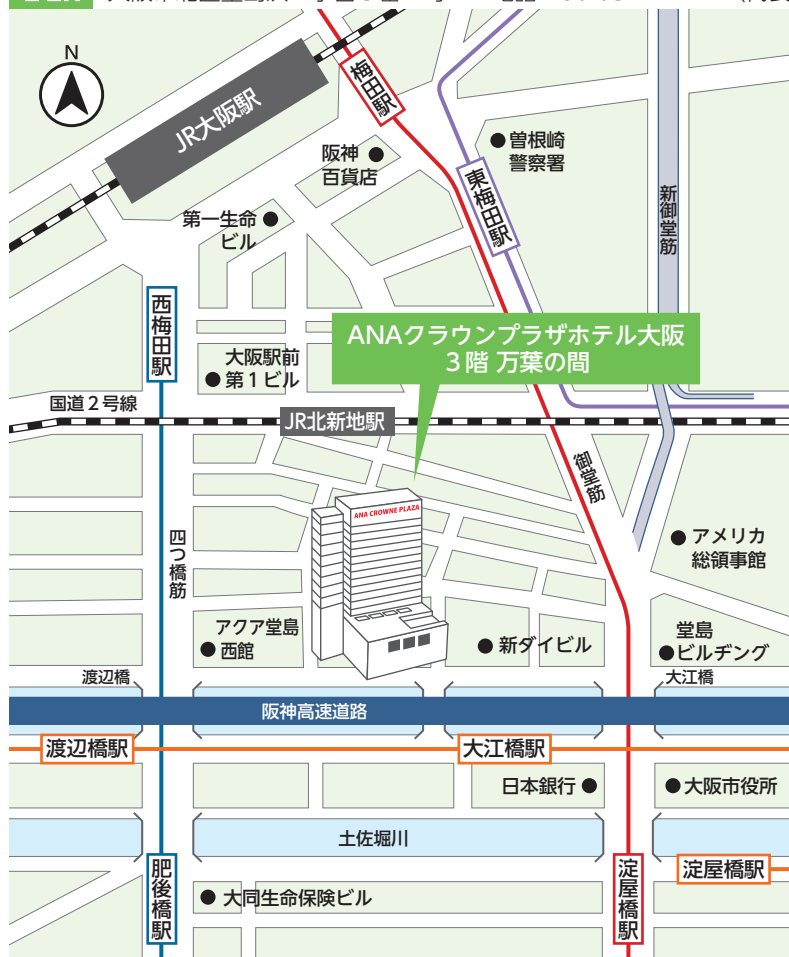 N
JR大阪駅
梅田駅
阪神
百貨店
曽根崎
警察署
東梅田駅
新御堂筋
第一生命
ビル
西梅田駅
ANAクラウンプラザホテル大阪
3階 万葉の間
大阪駅前
第1ビル
国道2号線
JR北新地駅
御堂筋
ANA CROWNE PLAZA
四つ橋筋
アメリカ
総領事館
アクア堂島
西館
新ダイビル
堂島
ビルヂング
渡辺橋
大江橋
阪神高速道路
渡辺橋駅
大江橋駅
日本銀行
大阪市役所
土佐堀川
肥後橋駅
淀屋橋駅
淀屋橋駅
大同生命保険ビル